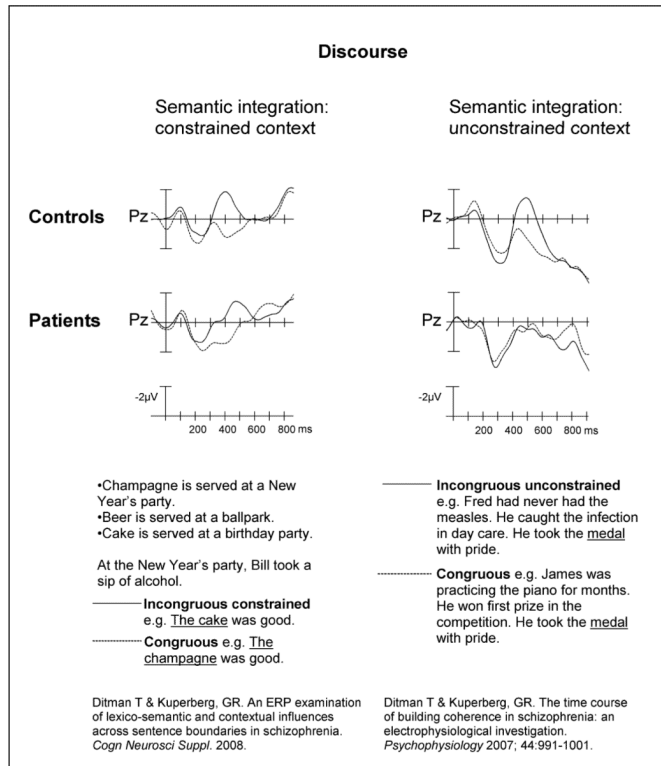 Discourse
Semantic integration:
constrained context
Semantic integration:
unconstrained context
Controls
Pz
Pz
Patients
Pz
Pz
-2µV
200 400 600 800 ms
-2µV
200 400 600 800 ms
•Champagne is served at a New
Year's party.
•Beer is served at a ballpark.
•Cake is served at a birthday party.
At the New Year's party, Bill took a
sip of alcohol.
Incongruous constrained
e.g. The cake was good.
Congruous e.g. The
champagne was good.
Incongruous unconstrained
e.g. Fred had never had the
measles. He caught the infection
in day care. He took the medal
with pride.
Congruous e.g. James was
practicing the piano for months.
He won first prize in the
competition. He took the medal
with pride.
Ditman T & Kuperberg, GR. An ERP examination
of lexico-semantic and contextual influences
across sentence boundaries in schizophrenia.
Cogn Neurosci Suppl. 2008.
Ditman T & Kuperberg, GR. The time course
of building coherence in schizophrenia: an
electrophysiological investigation.
Psychophysiology 2007; 44:991-1001.